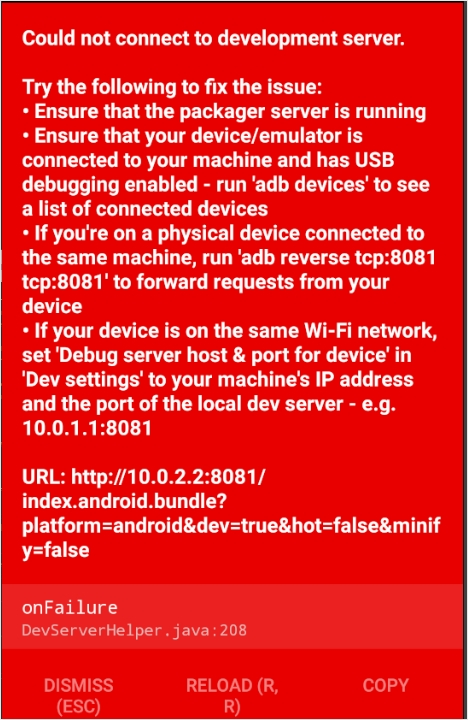 Could not connect to development server.
Try the following to fix the issue:
• Ensure that the packager server is running
• Ensure that your device/emulator is
connected to your machine and has USB
debugging enabled - run 'adb devices' to see
a list of connected devices
• If you're on a physical device connected to
the same machine, run 'adb reverse tcp:8081
tcp:8081' to forward requests from your
device
• If your device is on the same Wi-Fi network,
set 'Debug server host & port for device' in
'Dev settings' to your machine's IP address
and the port of the local dev server - e.g.
10.0.1.1:8081
URL: http://10.0.2.2:8081/
index.android.bundle?
platform=android&dev=true&hot=false&minif
y=false
onFailure
DevServerHelper.java:208
DISMISS
(ESC)
RELOAD (R,
R)
COPY